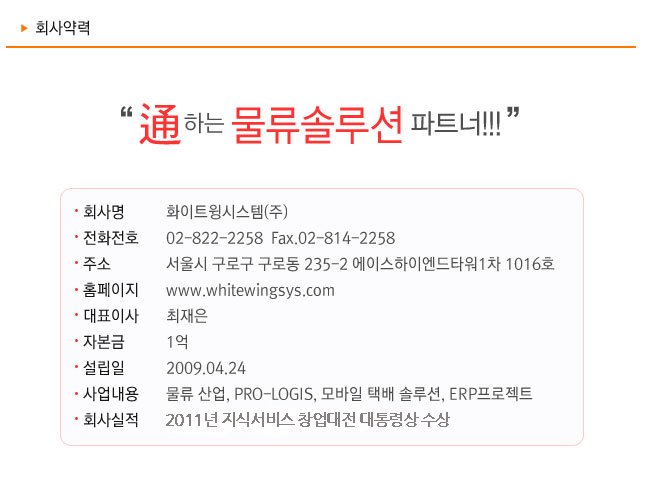 회사약력
“ 通 하는 물류솔루션 파트너!!! ”
회사명 화이트윙시스템(주)
전화전호 02-822-2258 Fax.02-814-2258
주소 서울시 구로구 구로동 235-2 에이스하이엔드타워1차 1016호
홈페이지 www.whitewingsys.com
대표이사 최재은
자본금 1억
설립일 2009.04.24
사업내용 물류 산업, PRO-LOGIS, 모바일 택배 솔루션, ERP프로젝트
회사실적 2011년 지식서비스 창업대전 대통령상 수상